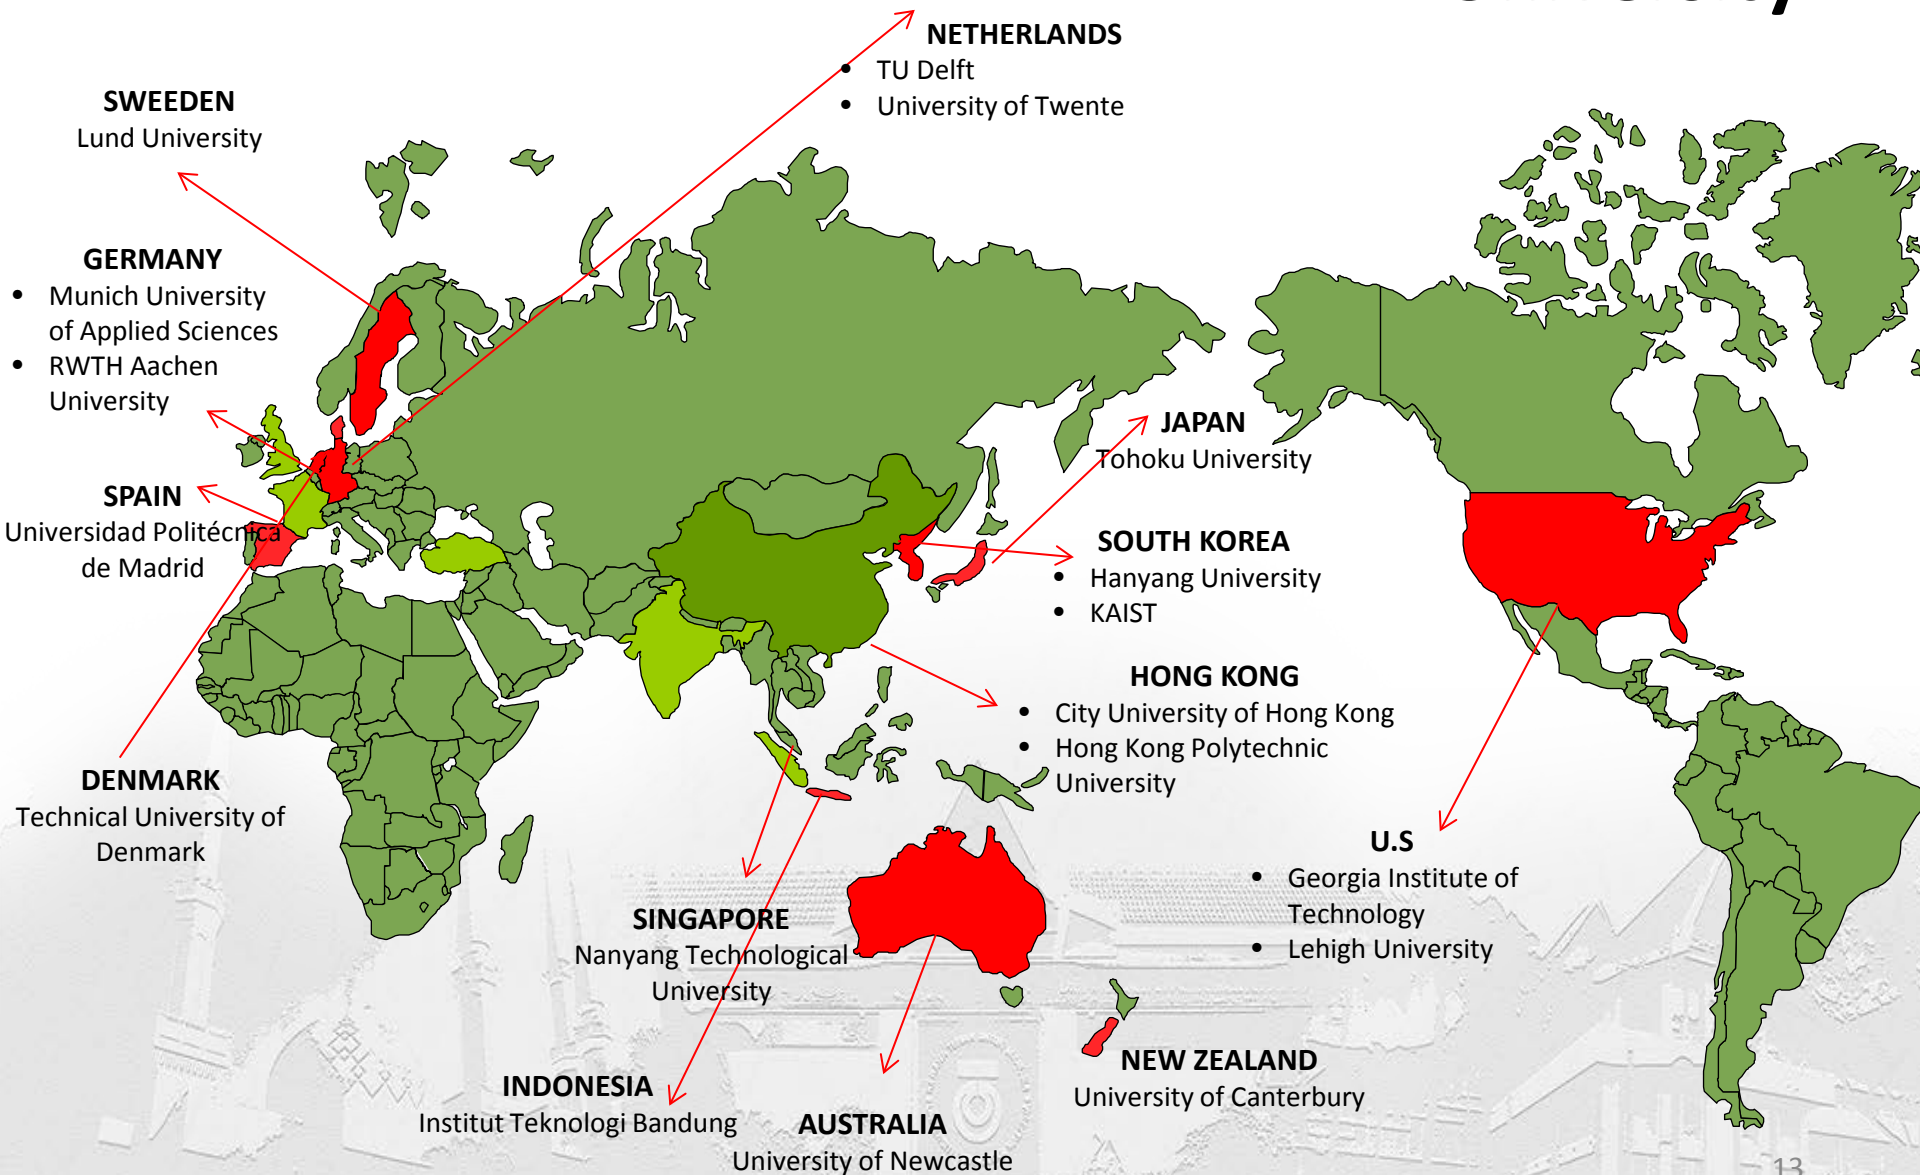 University
NETHERLANDS
• TU Delft
• University of Twente
SWEEDEN
Lund University
GERMANY
• Munich University
of Applied Sciences
• RWTH Aachen
University
SPAIN
Universidad Politécnica
de Madrid
DENMARK
Technical University of
Denmark
JAPAN
Tohoku University
SOUTH KOREA
• Hanyang University
• KAIST
HONG KONG
• City University of Hong Kong
• Hong Kong Polytechnic
University
U.S
• Georgia Institute of
Technology
• Lehigh University
SINGAPORE
Nanyang Technological
University
INDONESIA
Institut Teknologi Bandung
AUSTRALIA
University of Newcastle
NEW ZEALAND
University of Canterbury
13